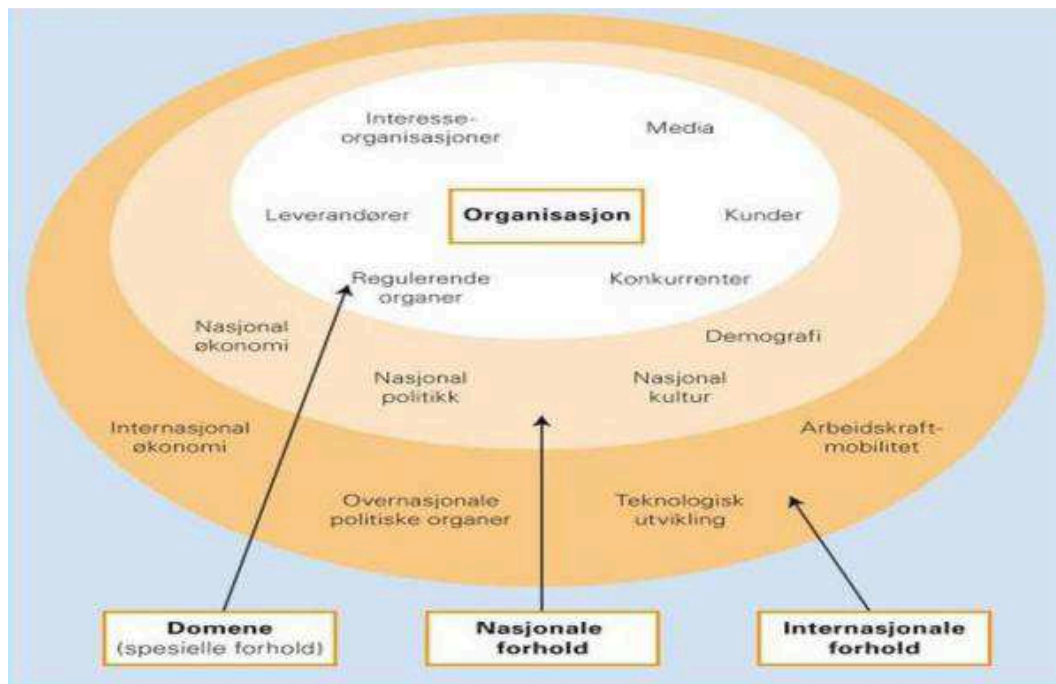 Interesse-
organisasjoner
Media
Leverandører
Organisasjon
Kunder
Regulerende
organer
Konkurrenter
Nasjonal
økonomi
Demografi
Nasjonal
politikk
Nasjonal
kultur
Internasjonal
økonomi
Arbeidskraft-
mobilitet
Overnasjonale
politiske organer
Teknologisk
utvikling
Domene
(spesielle forhold)
Nasjonale
forhold
Internasjonale
forhold